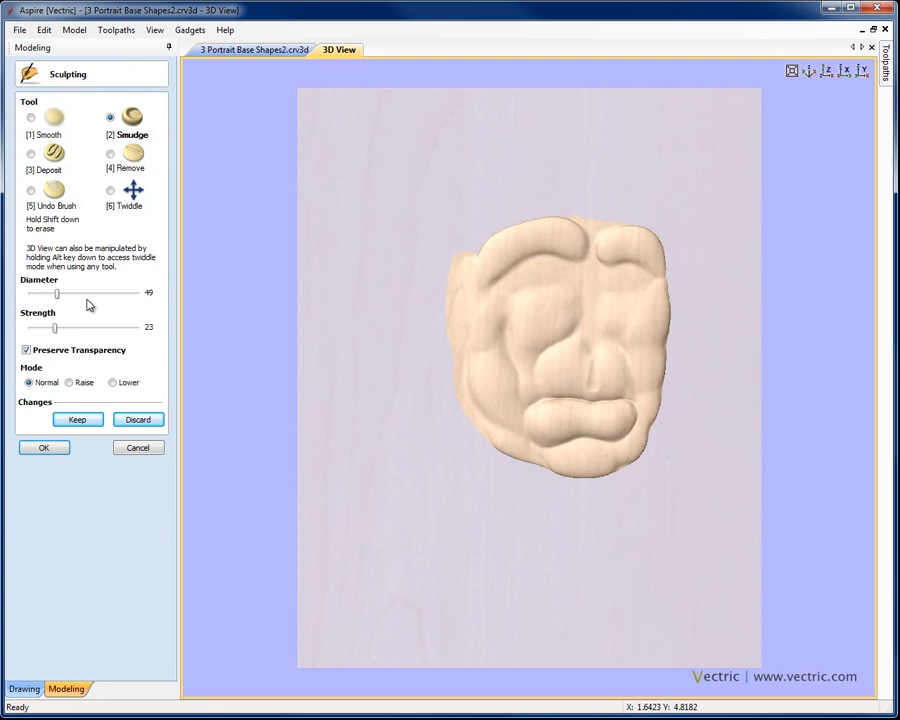 Aspire [Vectric] - [3 Portrait Base Shapes2.crv3d - 3D View]
File Edit Model Toolpaths View Gadgets Help
Modeling
3 Portrait Base Shapes2.crv3d 3D View
Toolpaths
Sculpting
Z X Y
Tool
[1] Smooth [2] Smudge
[3] Deposit [4] Remove
[5] Undo Brush [6] Twiddle
Hold Shift down
to erase
3D View can also be manipulated by
holding Alt key down to access twiddle
mode when using any tool.
Diameter
49
Strength
23
Preserve Transparency
Mode
Normal Raise Lower
Changes
Keep Discard
OK Cancel
Vectric | www.vectric.com
Drawing Modeling
Ready X: 1.6423 Y: 4.8182